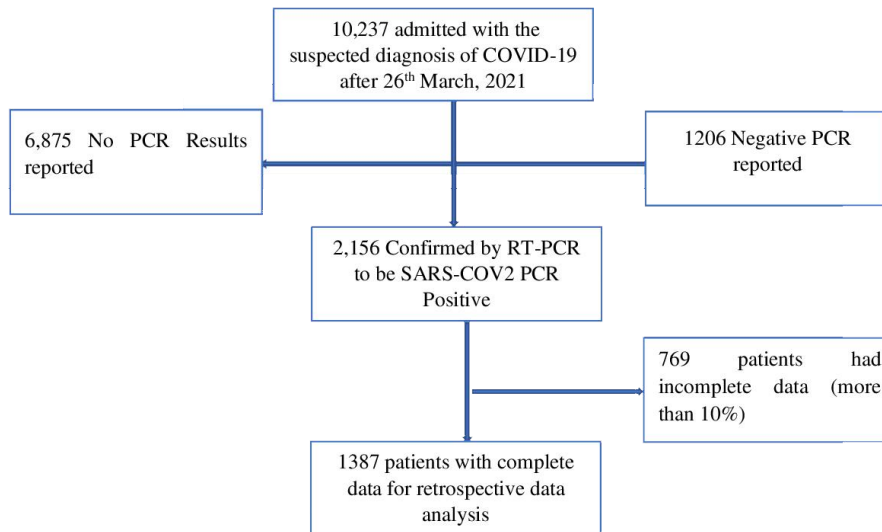 10,237 admitted with the
suspected diagnosis of COVID-19
after 26th March, 2021
6,875 No PCR Results
reported
1206 Negative PCR
reported
2,156 Confirmed by RT-PCR
to be SARS-COV2 PCR
Positive
769 patients had
incomplete data (more
than 10%)
1387 patients with complete
data for retrospective data
analysis